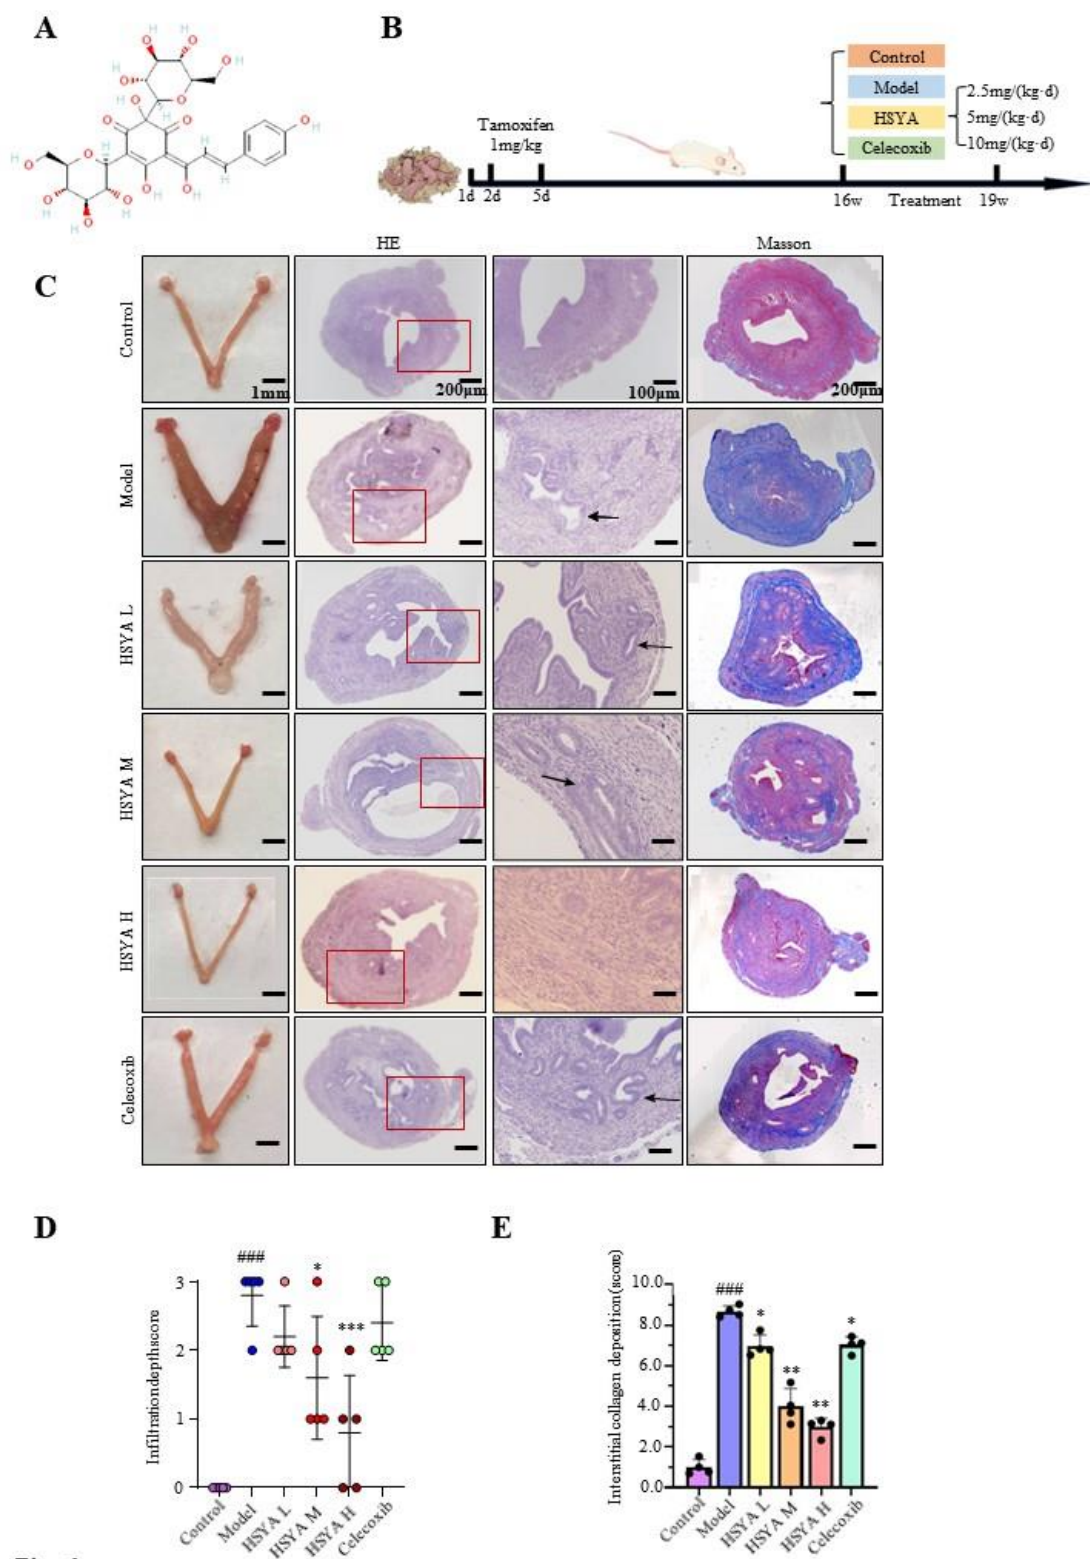 A
B
H H
O O
H O O H
H O O H
O O O
H O O H
O O H
H O O H
O H O H
O H
H O
H
Control
Model
HSYA
Celecoxib
2.5mg/(kg·d)
5mg/(kg·d)
10mg/(kg·d)
Tamoxifen
1mg/kg
1d 2d 5d 16w Treatment 19w
C
HE Masson
Control
1mm 200μm 100μm 200μm
Model
HSYA L
HSYA M
HSYA H
Celecoxib
D
Infiltrationdepthscore
3
2
1
0
###
*
***
Control Model HSYA L HSYA M HSYA H Celecoxib
E
Interstitial collagen deposition(score)
10.0
8.0
6.0
4.0
2.0
0.0
###
*
**
**
*
Control Model HSYA L HSYA M HSYA H Celecoxib